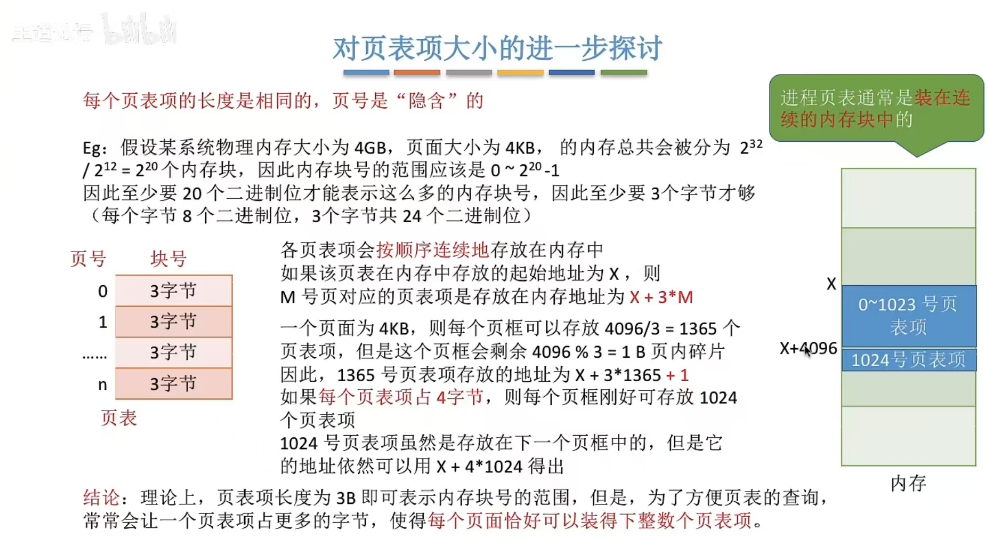 bilibili
对页表项大小的进一步探讨
每个页表项的长度是相同的，页号是“隐含”的
Eg：假设某系统物理内存大小为 4GB，页面大小为 4KB， 的内存总共会被分为 2³²
/ 2¹² = 2²⁰ 个内存块，因此内存块号的范围应该是 0 ~ 2²⁰ -1
因此至少要 20 个二进制位才能表示这么多的内存块号，因此至少要 3个字节才够
（每个字节 8 个二进制位，3个字节共 24 个二进制位）
页号 块号
0 3字节
1 3字节
…… 3字节
n 3字节
页表
各页表项会按顺序连续地存放在内存中
如果该页表在内存中存放的起始地址为 X ，则
M 号页对应的页表项是存放在内存地址为 X + 3*M
一个页面为 4KB，则每个页框可以存放 4096/3 = 1365 个
页表项，但是这个页框会剩余 4096 % 3 = 1 B 页内碎片
因此，1365 号页表项存放的地址为 X + 3*1365 + 1
如果每个页表项占 4字节，则每个页框刚好可存放 1024
个页表项
1024 号页表项虽然是存放在下一个页框中的，但是它
的地址依然可以用 X + 4*1024 得出
进程页表通常是装在连
续的内存块中的
X
0~1023 号页
表项
X+4096
1024号页表项
内存
结论：理论上，页表项长度为 3B 即可表示内存块号的范围，但是，为了方便页表的查询，
常常会让一个页表项占更多的字节，使得每个页面恰好可以装得下整数个页表项。